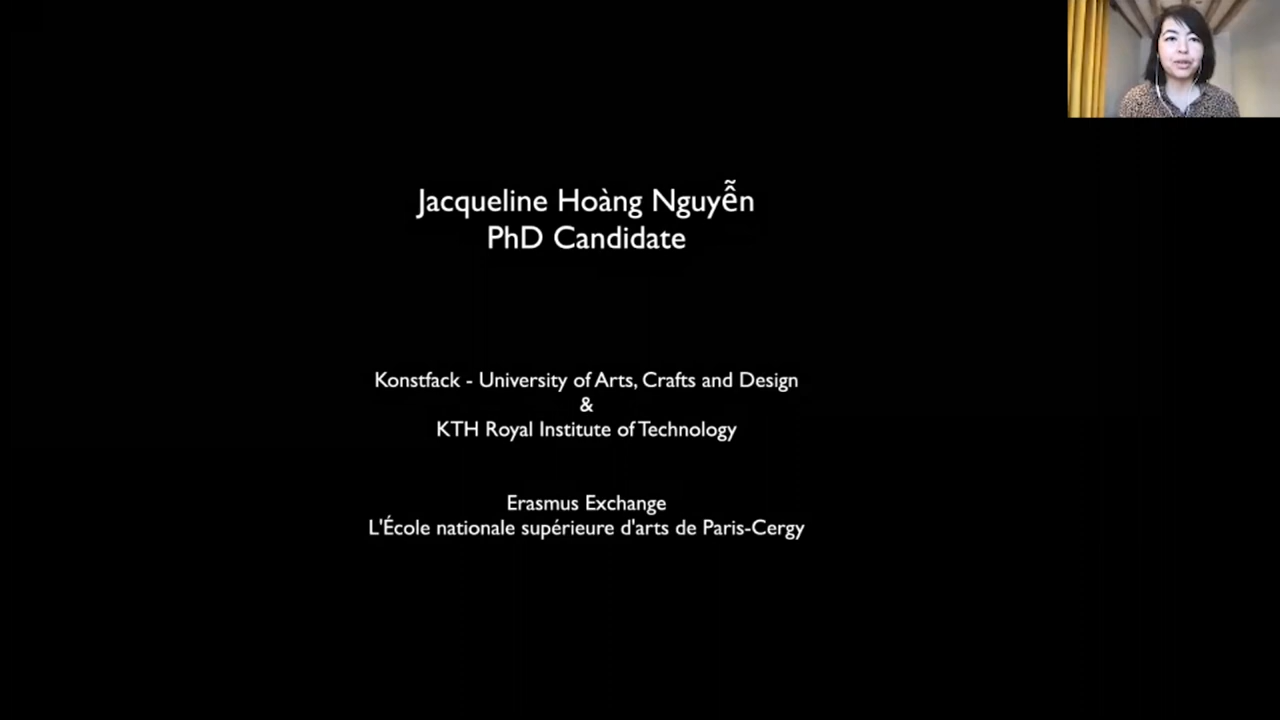 Jacqueline Hoàng Nguyễn
PhD Candidate
Konstfack - University of Arts, Crafts and Design
&
KTH Royal Institute of Technology
Erasmus Exchange
L'École nationale supérieure d'arts de Paris-Cergy